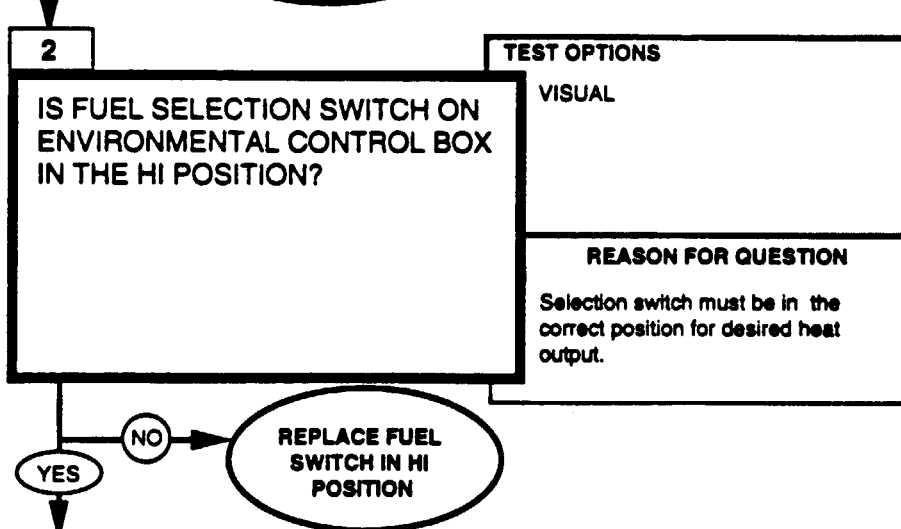 2
IS FUEL SELECTION SWITCH ON
ENVIRONMENTAL CONTROL BOX
IN THE HI POSITION?
TEST OPTIONS
VISUAL
REASON FOR QUESTION
Selection switch must be in the
correct position for desired heat
output.
NO
REPLACE FUEL
SWITCH IN HI
POSITION
YES